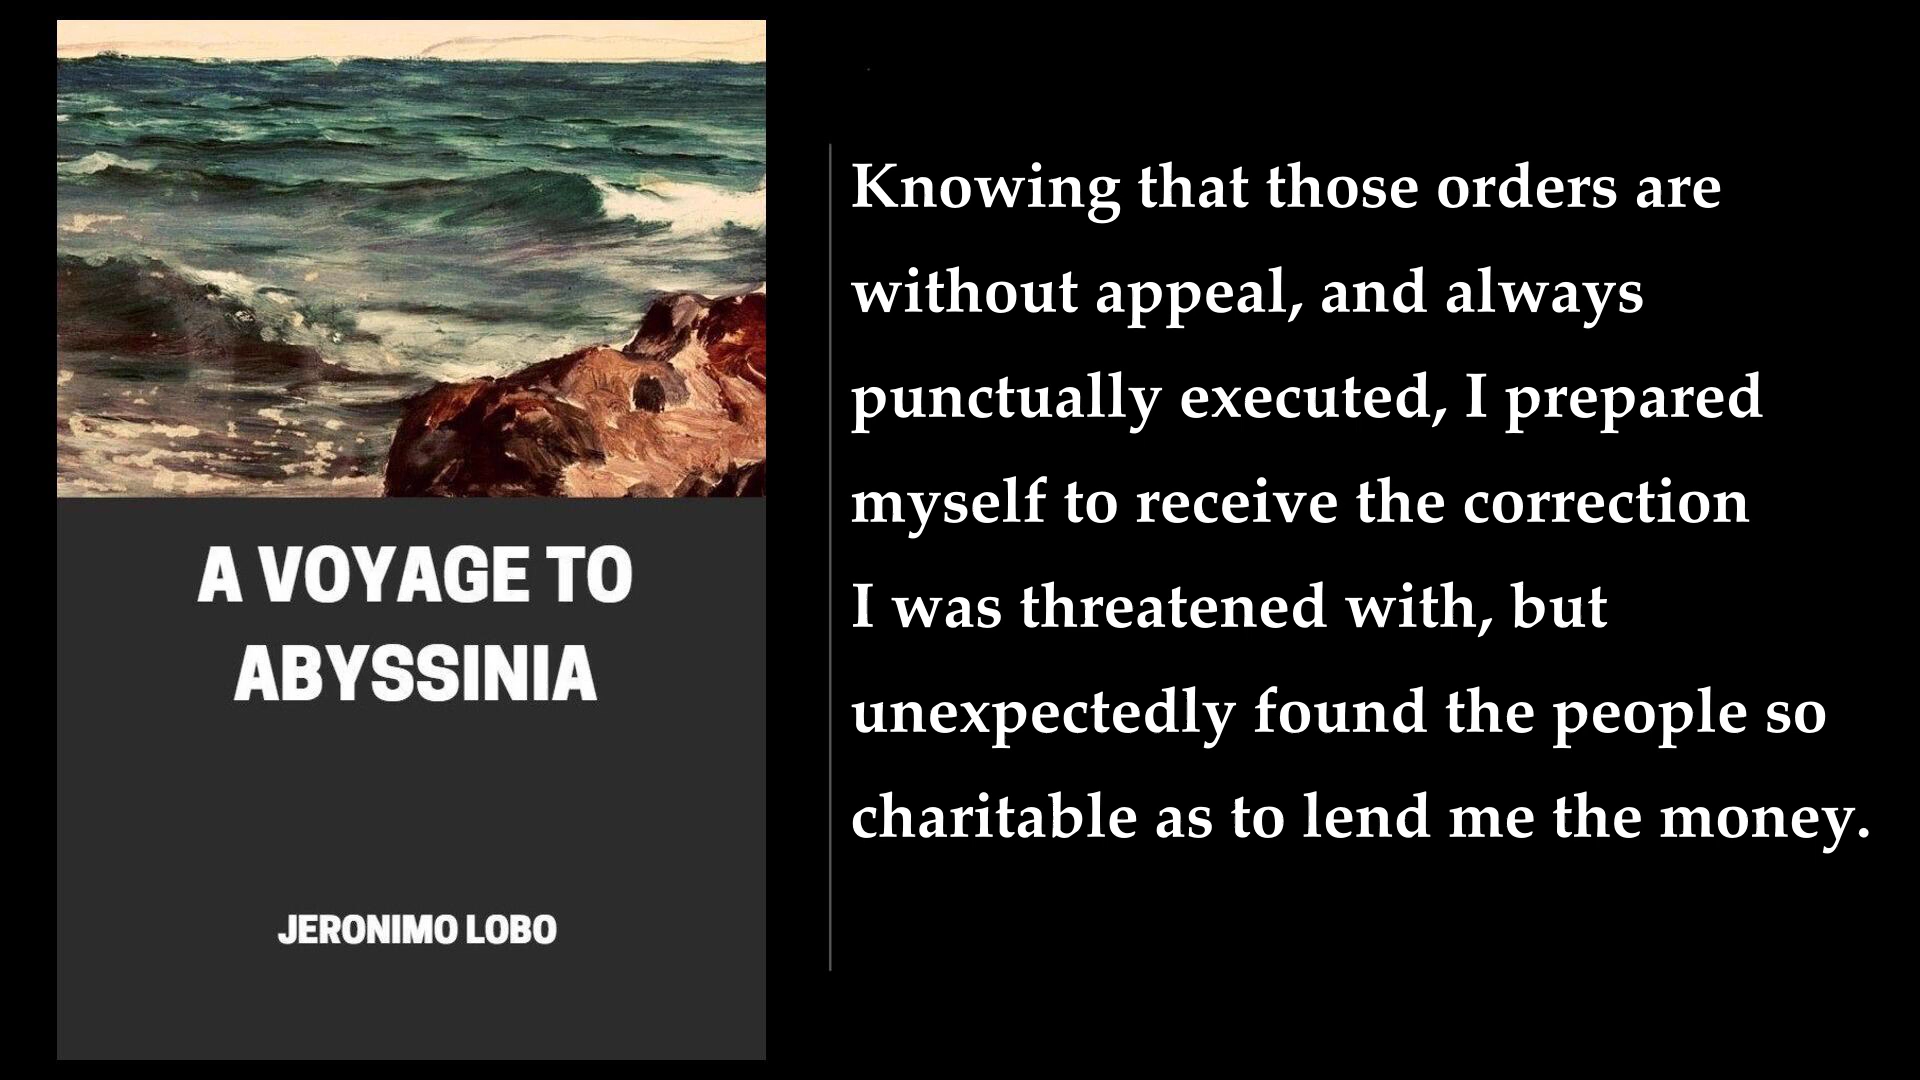 A VOYAGE TO
ABYSSINIA
JERONIMO LOBO
Knowing that those orders are
without appeal, and always
punctually executed, I prepared
myself to receive the correction
I was threatened with, but
unexpectedly found the people so
charitable as to lend me the money.